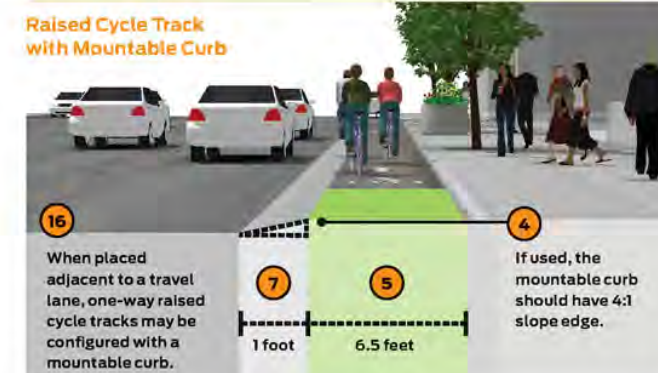 Raised Cycle Track
with Mountable Curb
16
When placed
adjacent to a travel
lane, one-way raised
cycle tracks may be
configured with a
mountable curb.
7
1 foot
5
6.5 feet
4
If used, the
mountable curb
should have 4:1
slope edge.